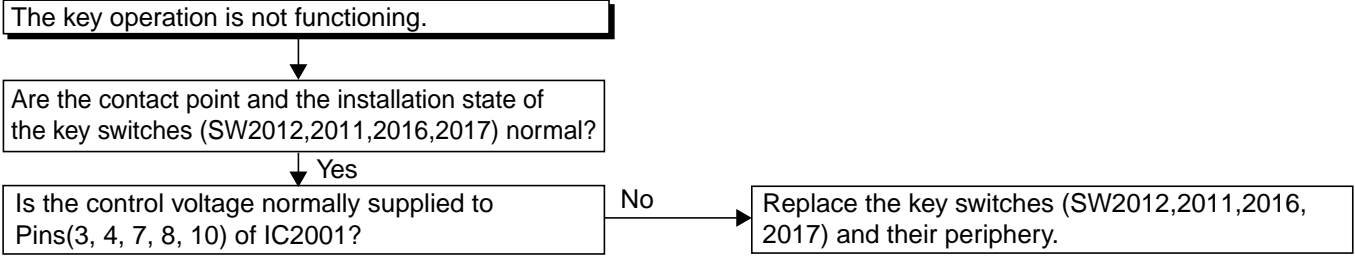 The key operation is not functioning.
Are the contact point and the installation state of
the key switches (SW2012,2011,2016,2017) normal?
Yes
Is the control voltage normally supplied to
Pins(3, 4, 7, 8, 10) of IC2001?
No
Replace the key switches (SW2012,2011,2016,
2017) and their periphery.